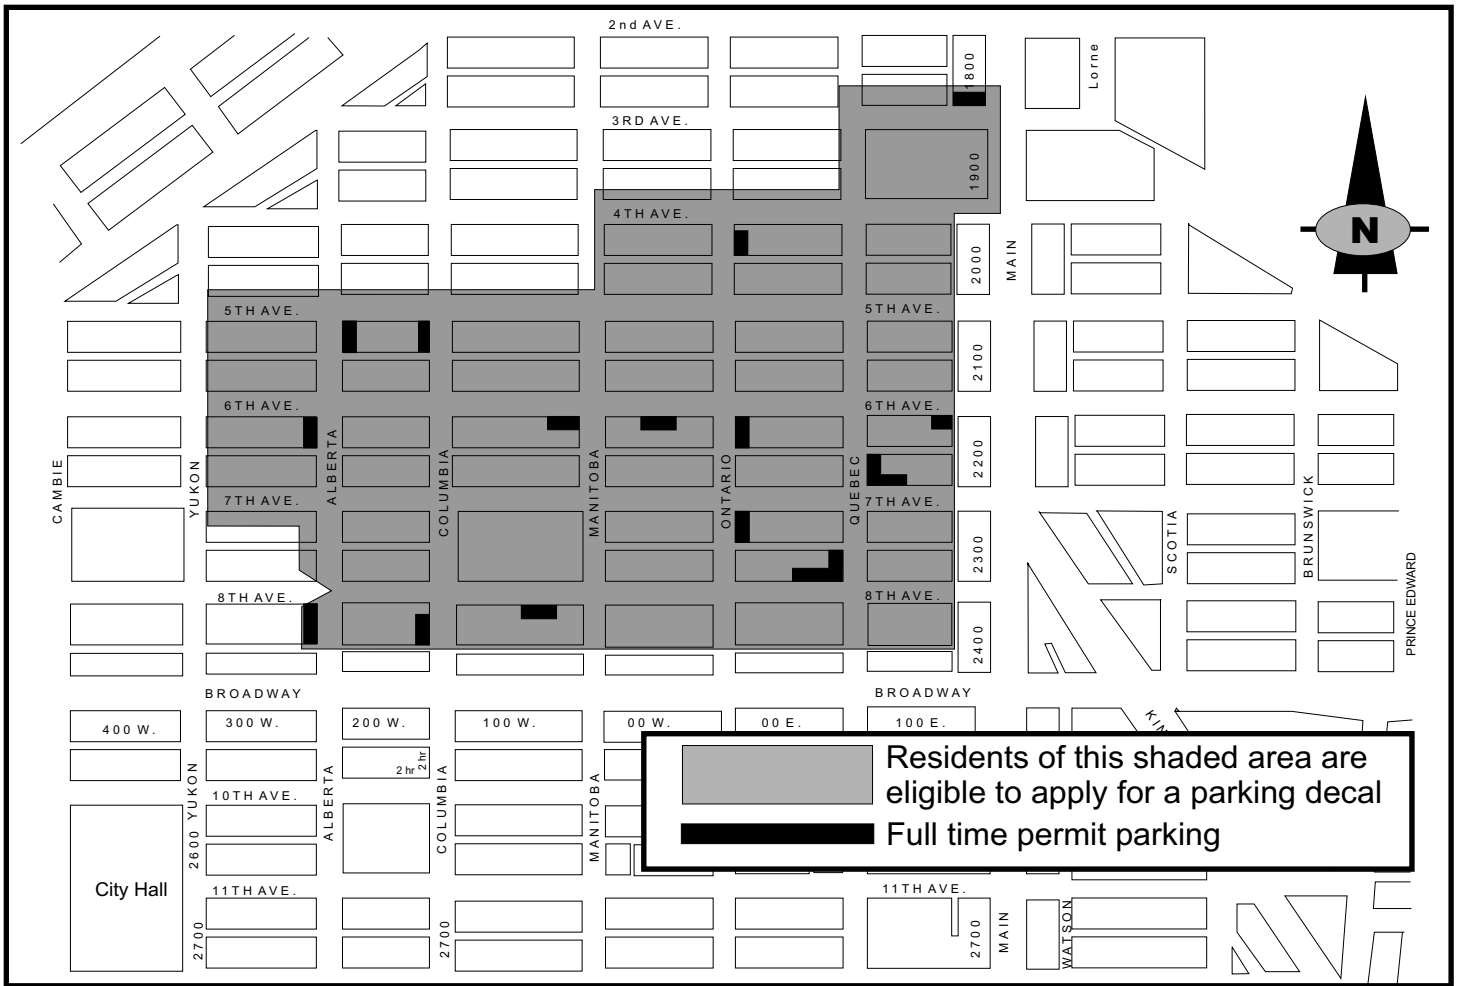 2nd AVE.
1800
Lorne
3RD AVE.
1900
4TH AVE.
N
2000
MAIN
5TH AVE.
5TH AVE.
2100
6TH AVE.
6TH AVE.
CAMBIE
YUKON
ALBERTA
COLUMBIA
MANITOBA
ONTARIO
QUEBEC
2200
7TH AVE.
7TH AVE.
SCOTIA
BRUNSWICK
2300
PRINCE EDWARD
8TH AVE.
8TH AVE.
2400
BROADWAY
BROADWAY
400 W.
300 W.
200 W.
100 W.
00 W.
00 E.
100 E.
KIN
2 hr
2 hr
Residents of this shaded area are
eligible to apply for a parking decal
Full time permit parking
2600 YUKON
10TH AVE.
ALBERTA
COLUMBIA
MANITOBA
City Hall
11TH AVE.
11TH AVE.
2700
2700
2700
MAIN
WATSON